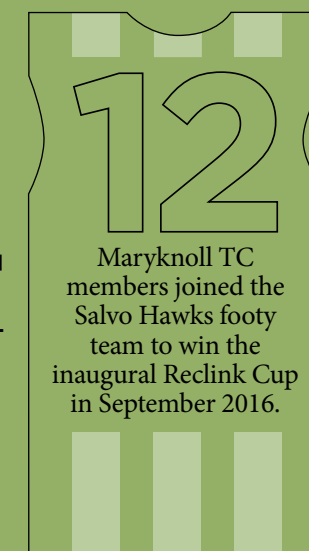 12
Maryknoll TC
members joined the
Salvo Hawks footy
team to win the
inaugural Reclink Cup
in September 2016.